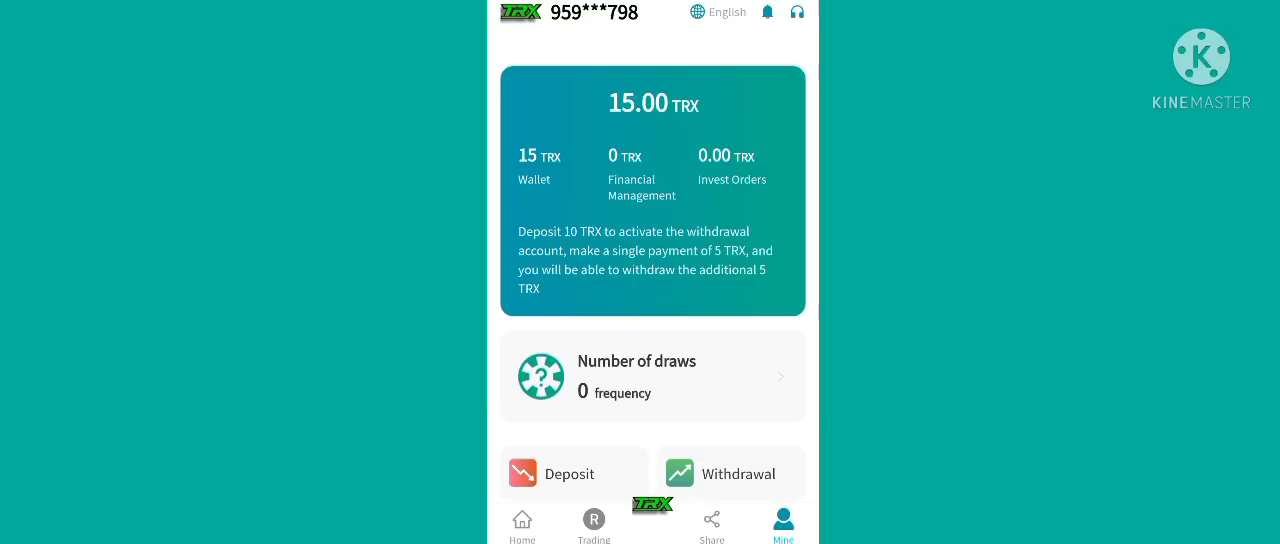 TRX 959***798 English
K
KINEMASTER
15.00 TRX
15 TRX 0 TRX 0.00 TRX
Wallet Financial Management Invest Orders
Deposit 10 TRX to activate the withdrawal
account, make a single payment of 5 TRX, and
you will be able to withdraw the additional 5
TRX
?
Number of draws
0 frequency
Deposit Withdrawal
TRX
R
Home Trading Share Mine